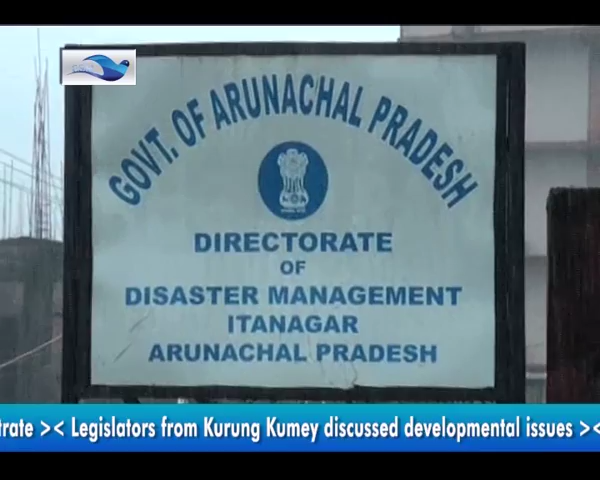 GOVT. OF ARUNACHAL PRADESH
DIRECTORATE
OF
DISASTER MANAGEMENT
ITANAGAR
ARUNACHAL PRADESH
trate >< Legislators from Kurung Kumey discussed developmental issues ><